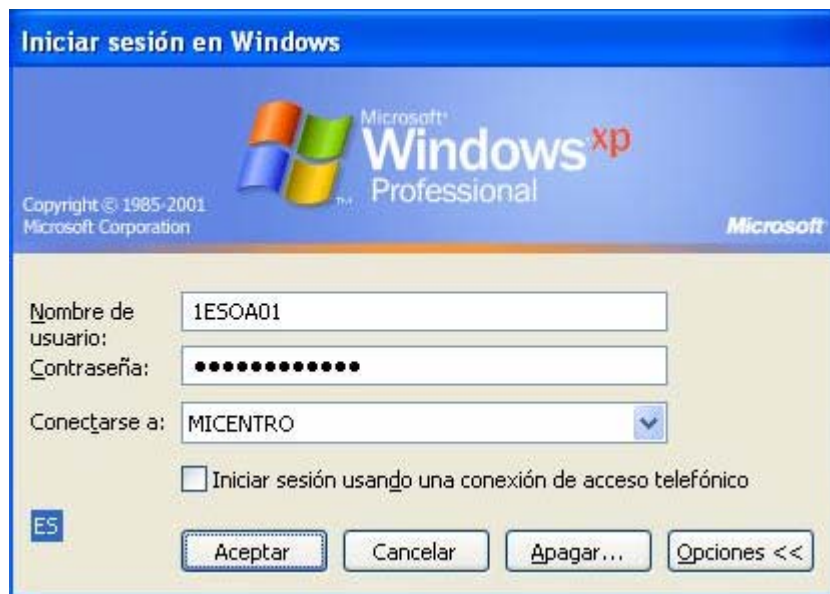 Iniciar sesión en Windows
Microsoft®
Windows xp
Professional
Copyright © 1985-2001
Microsoft Corporation
Microsoft
Nombre de
usuario:
1ESOA01
Contraseña:
●●●●●●●●●●●●
Conectarse a:
MICENTRO
Iniciar sesión usando una conexión de acceso telefónico
ES
Aceptar
Cancelar
Apagar...
Opciones <<